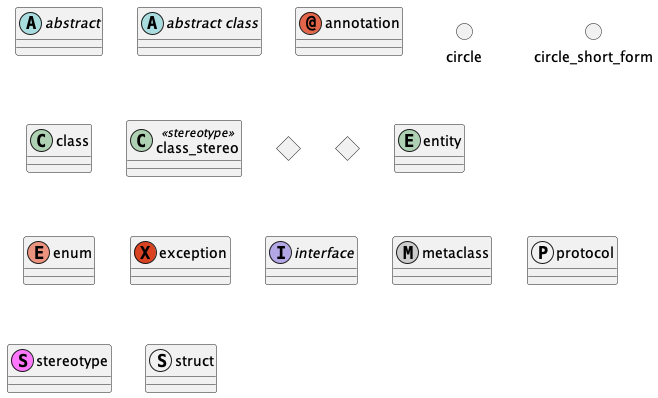 A abstract
A abstract class
@ annotation
circle
circle_short_form
C class
«stereotype»
C class_stereo
E entity
E enum
X exception
I interface
M metaclass
P protocol
S stereotype
S struct